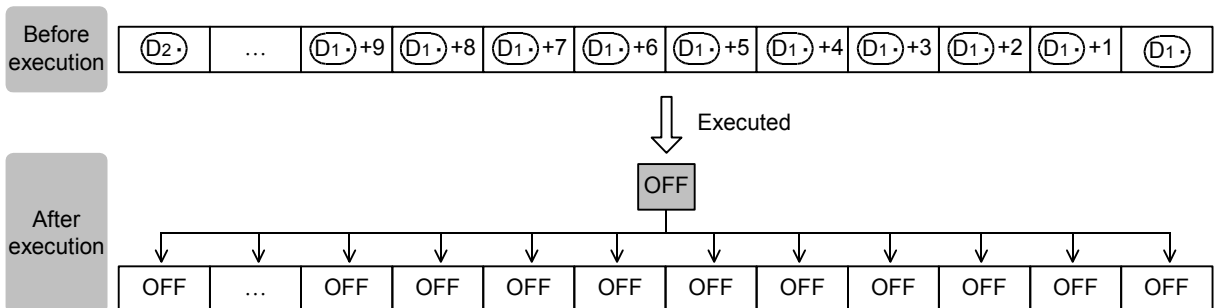 Before execution
D2· … D1·+9 D1·+8 D1·+7 D1·+6 D1·+5 D1·+4 D1·+3 D1·+2 D1·+1 D1·
Executed
OFF
After execution
OFF … OFF OFF OFF OFF OFF OFF OFF OFF OFF OFF